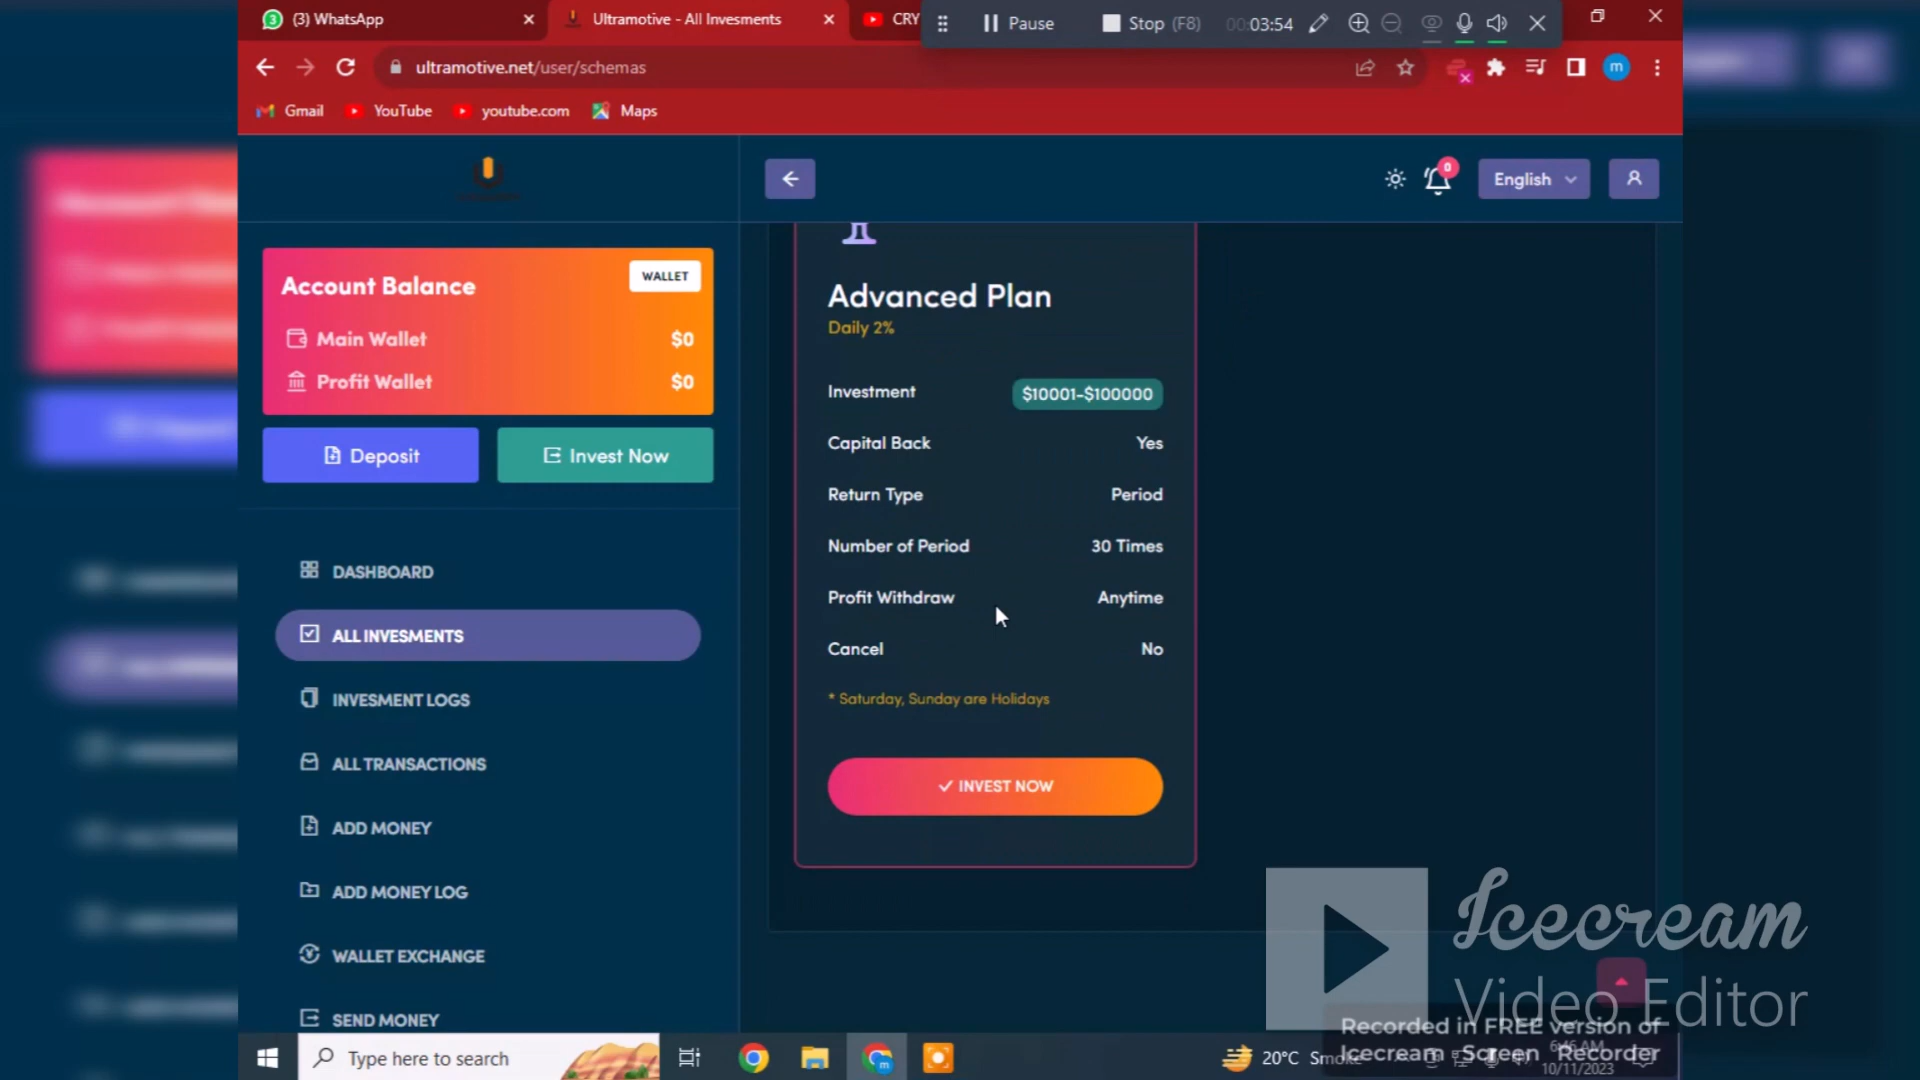 (3) WhatsApp
Ultramotive - All Invesments
CRY
Pause
Stop (F8)
00:03:54
ultramotive.net/user/schemas
m
Gmail
YouTube
youtube.com
Maps
0
English
Account Balance
WALLET
Main Wallet
$0
Profit Wallet
$0
Deposit
Invest Now
DASHBOARD
ALL INVESMENTS
INVESMENT LOGS
ALL TRANSACTIONS
ADD MONEY
ADD MONEY LOG
WALLET EXCHANGE
SEND MONEY
Advanced Plan
Daily 2%
Investment
$10001-$100000
Capital Back
Yes
Return Type
Period
Number of Period
30 Times
Profit Withdraw
Anytime
Cancel
No
* Saturday, Sunday are Holidays
INVEST NOW
Icecream
Video Editor
Recorded in FREE version of
Icecream Screen Recorder
Type here to search
20°C
6:46 AM
10/11/2023